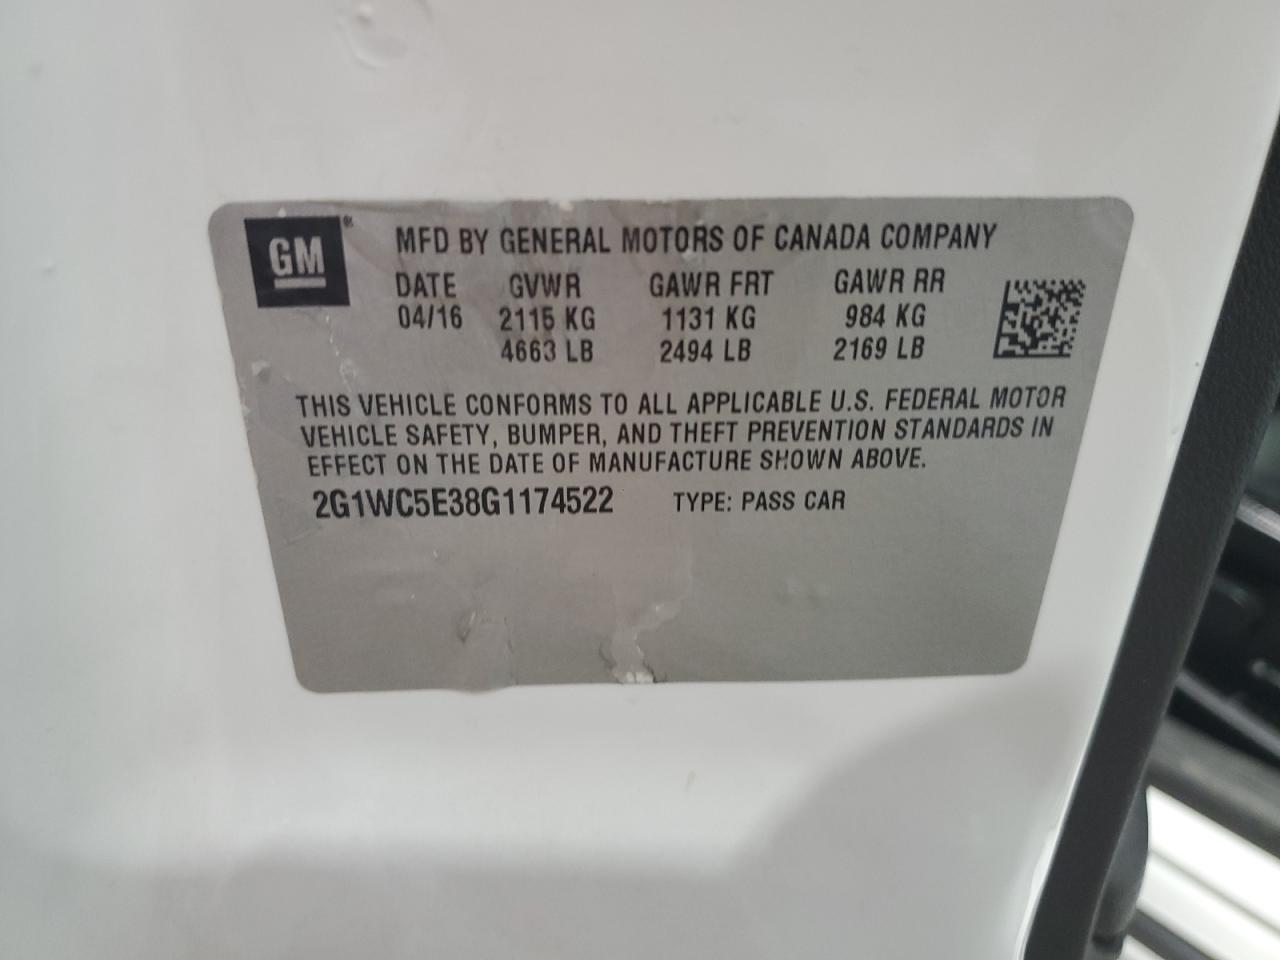 GM
MFD BY GENERAL MOTORS OF CANADA COMPANY
DATE GVWR GAWR FRT GAWR RR
04/16 2115 KG 1131 KG 984 KG
4663 LB 2494 LB 2169 LB
THIS VEHICLE CONFORMS TO ALL APPLICABLE U.S. FEDERAL MOTOR
VEHICLE SAFETY, BUMPER, AND THEFT PREVENTION STANDARDS IN
EFFECT ON THE DATE OF MANUFACTURE SHOWN ABOVE.
2G1WC5E38G1174522 TYPE: PASS CAR